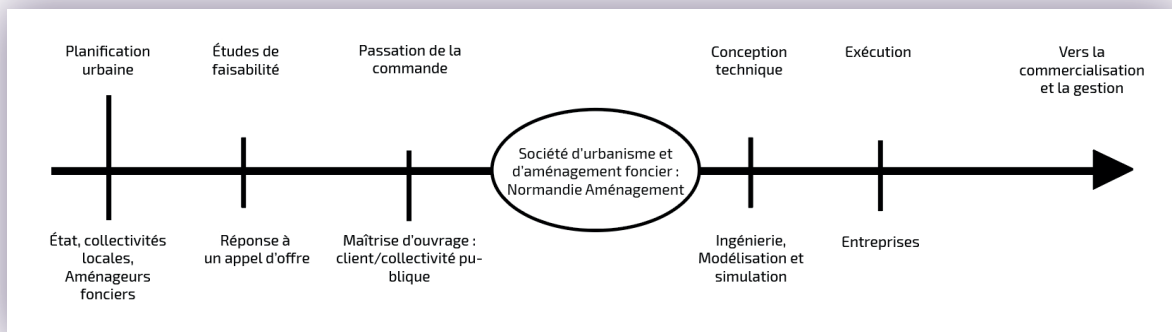 Planification
urbaine
Études de
faisabilité
Passation de la
commande
Conception
technique
Exécution
Vers la
commercialisation
et la gestion
Société d'urbanisme et
d'aménagement foncier :
Normandie Aménagement
État, collectivités
locales,
Aménageurs
fonciers
Réponse à
un appel d'offre
Maîtrise d'ouvrage :
client/collectivité pu-
blique
Ingénierie,
Modélisation et
simulation
Entreprises